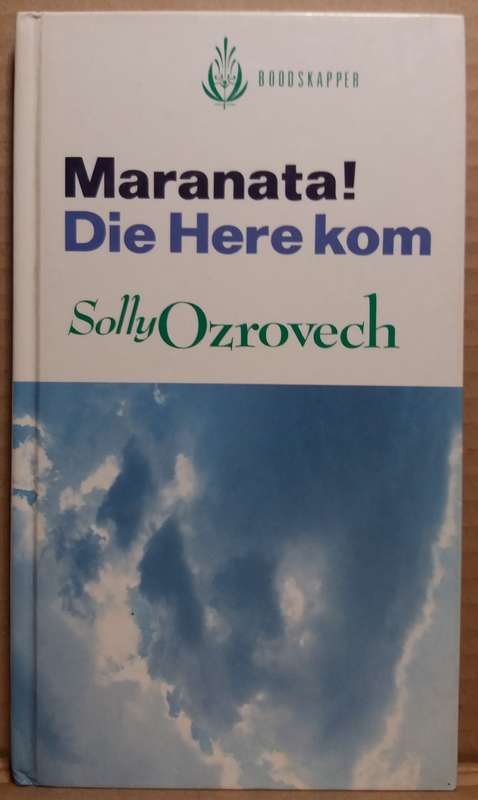 BOODSKAPPER
Maranata!
Die Here kom
Solly Ozrovech